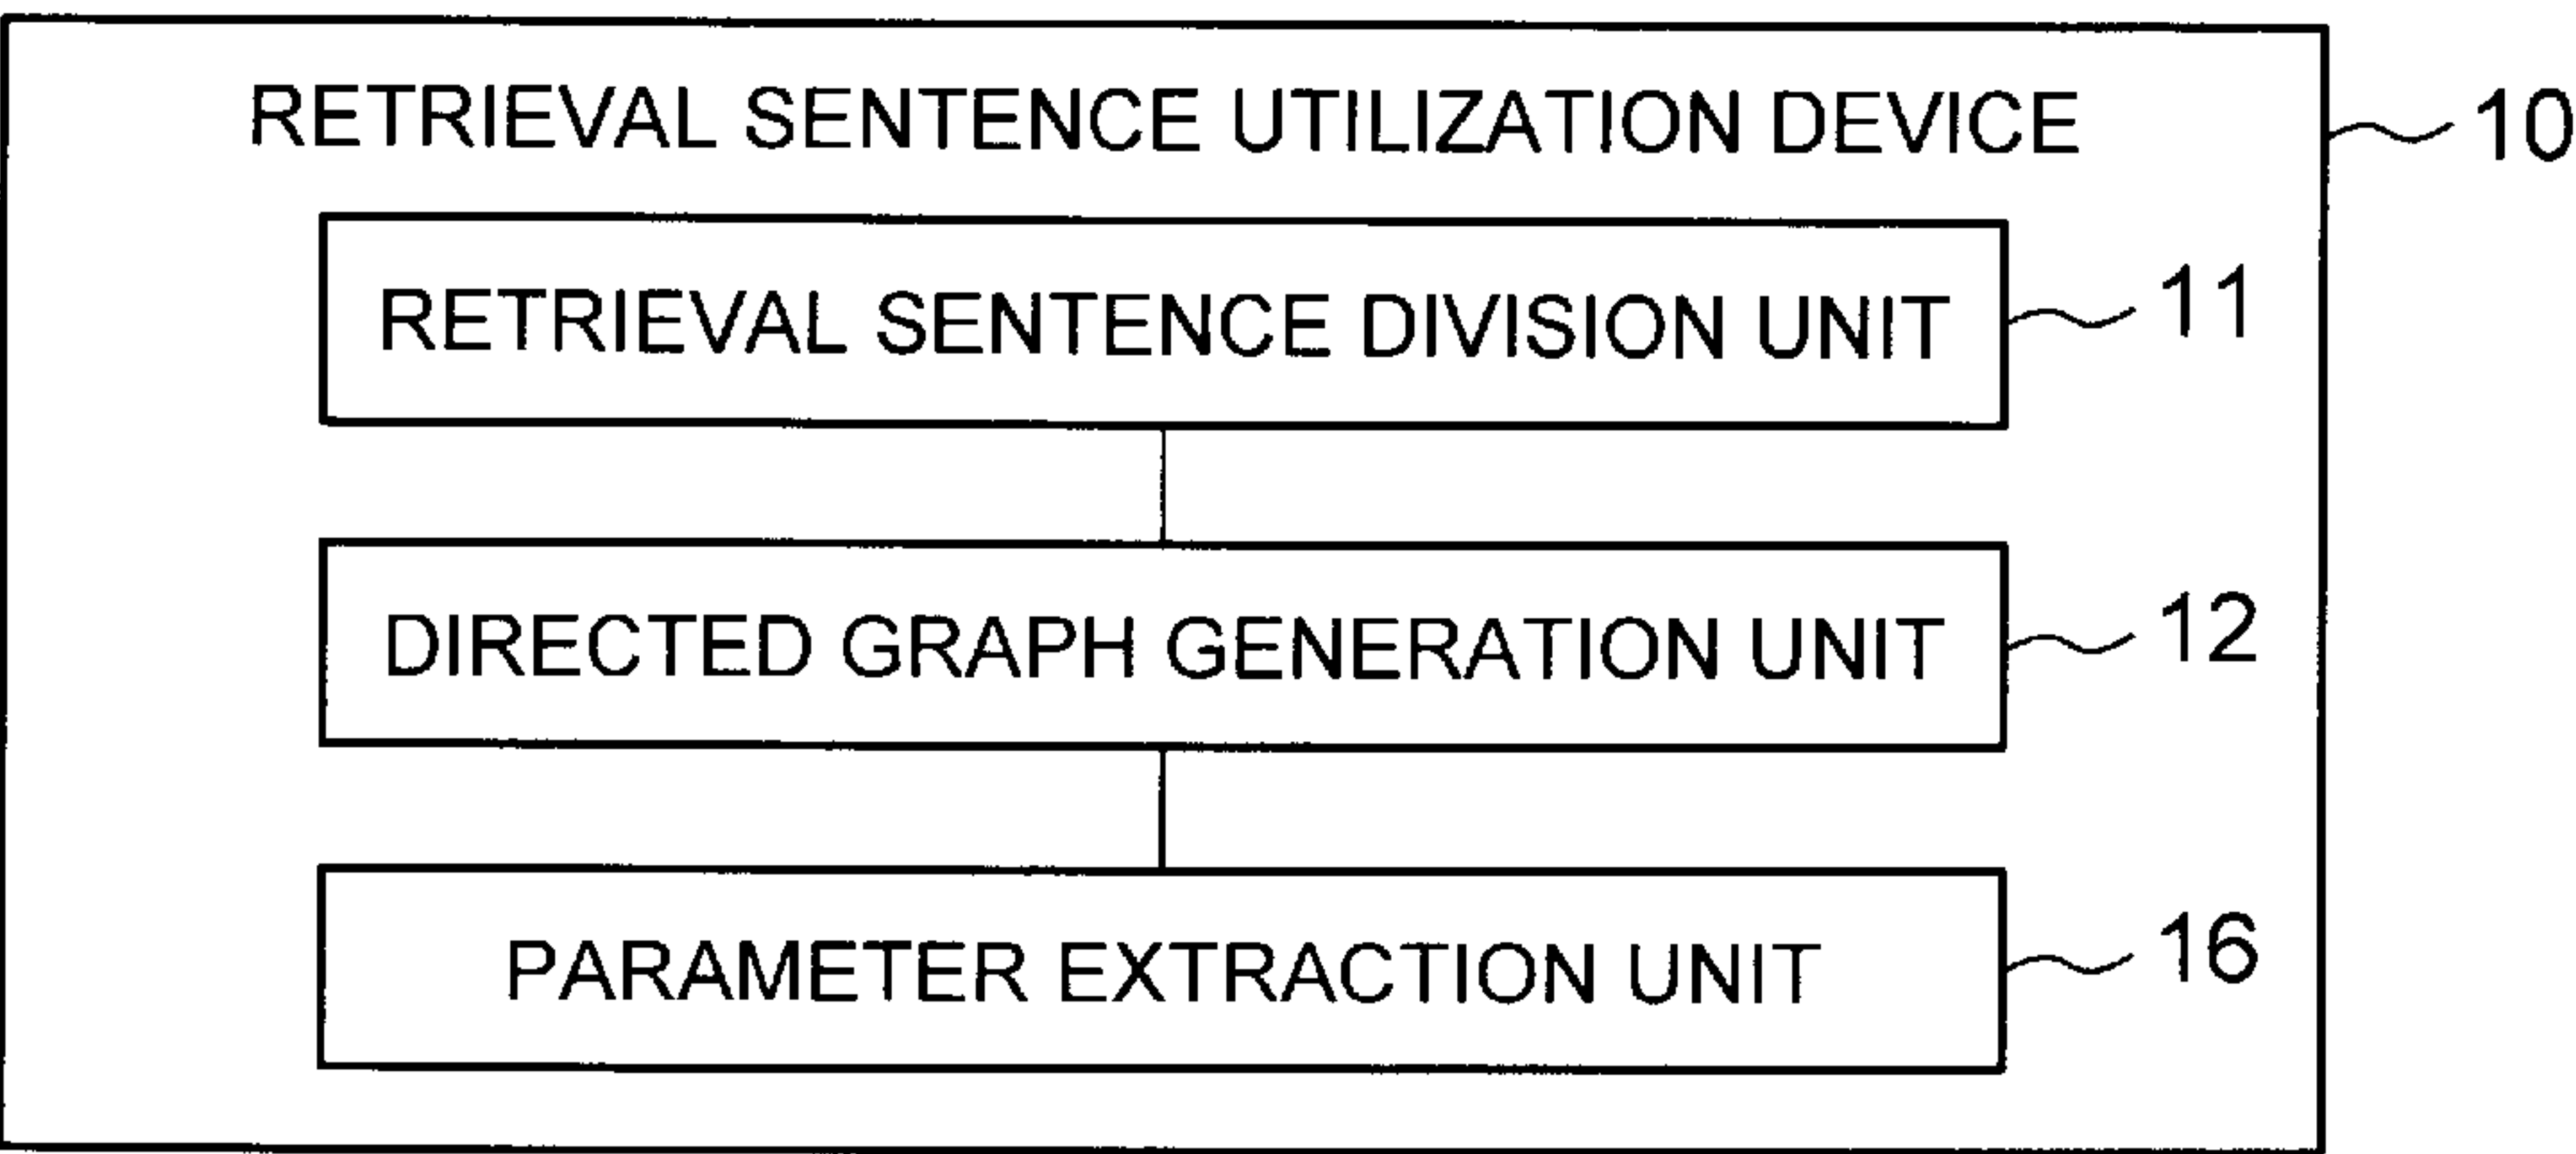 RETRIEVAL SENTENCE UTILIZATION DEVICE
10
RETRIEVAL SENTENCE DIVISION UNIT
11
DIRECTED GRAPH GENERATION UNIT
12
PARAMETER EXTRACTION UNIT
16